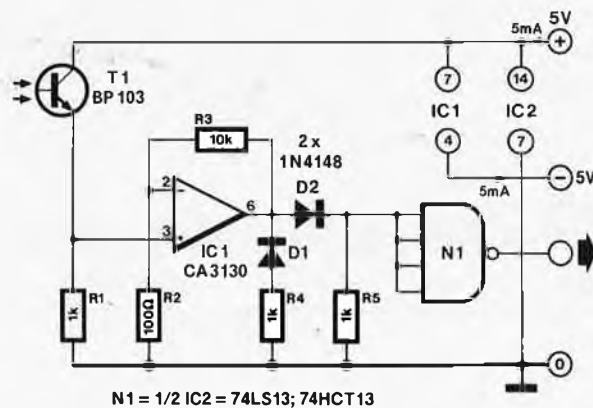 5mA
5V
+
T1
BP 103
7
14
IC1
IC2
4
7
−
5V
5mA
R3
10k
2 x
1N4148
D2
2
−
6
3
+
IC1
CA3130
D1
N1
R1
1k
R2
100Ω
R4
1k
R5
1k
0
N1 = 1/2 IC2 = 74LS13; 74HCT13